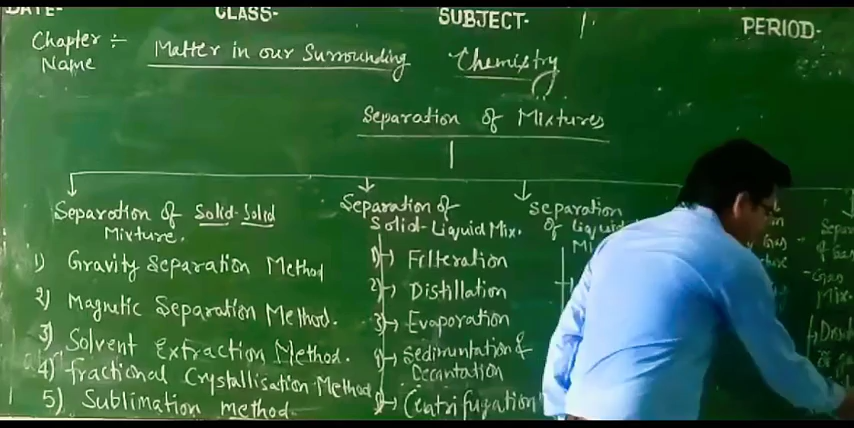 DATE-
CLASS-
SUBJECT-
PERIOD-
Chapter :- Matter in our Surrounding Chemistry
Name
Separation of Mixtures
Separation of Solid-Solid
Mixture.
1) Gravity Separation Method
2) Magnetic Separation Method.
3) Solvent Extraction Method.
4) fractional Crystallisation Method
5) Sublimation method
Separation of
Solid-Liquid Mix.
1) Filteration
2) Distillation
3) Evaporation
Sedimentation &
Decantation
Centrifugation
Separation
of Liquid
Gas
Gas
Mix.